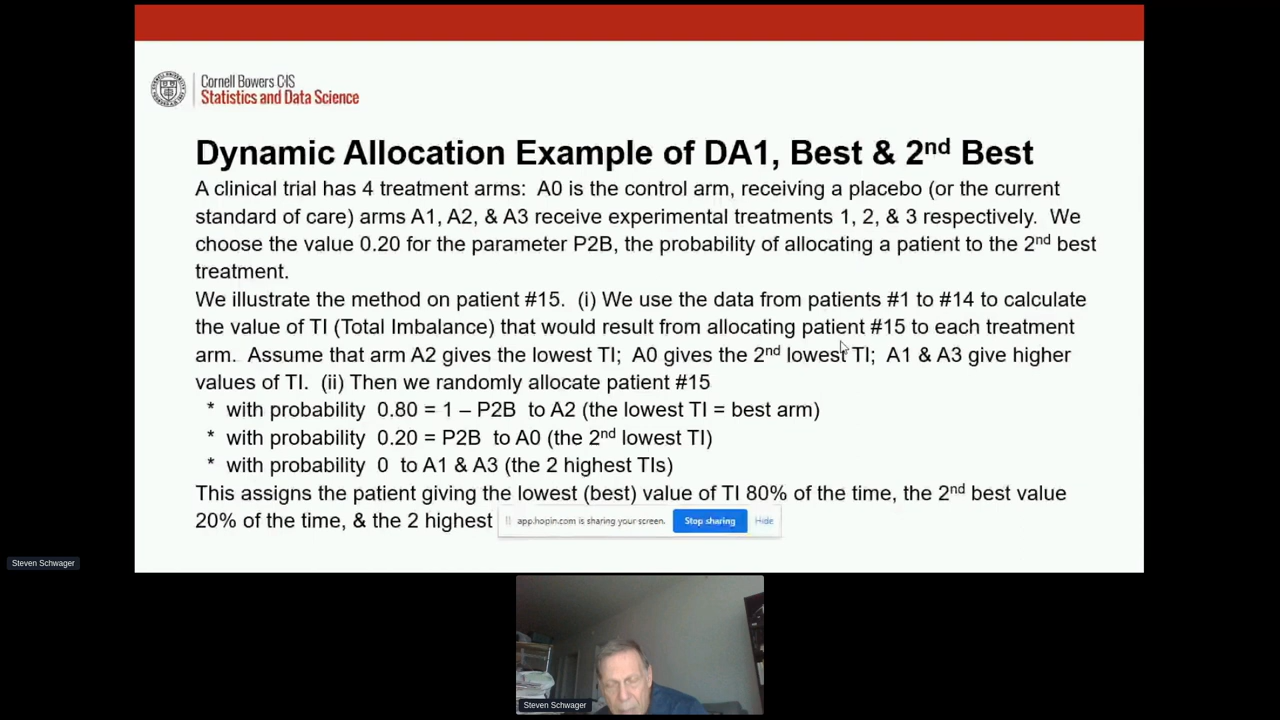 Cornell Bowers CIS
Statistics and Data Science
Dynamic Allocation Example of DA1, Best & 2nd Best
A clinical trial has 4 treatment arms: A0 is the control arm, receiving a placebo (or the current
standard of care) arms A1, A2, & A3 receive experimental treatments 1, 2, & 3 respectively. We
choose the value 0.20 for the parameter P2B, the probability of allocating a patient to the 2nd best
treatment.
We illustrate the method on patient #15. (i) We use the data from patients #1 to #14 to calculate
the value of TI (Total Imbalance) that would result from allocating patient #15 to each treatment
arm. Assume that arm A2 gives the lowest TI; A0 gives the 2nd lowest TI; A1 & A3 give higher
values of TI. (ii) Then we randomly allocate patient #15
* with probability 0.80 = 1 – P2B to A2 (the lowest TI = best arm)
* with probability 0.20 = P2B to A0 (the 2nd lowest TI)
* with probability 0 to A1 & A3 (the 2 highest TIs)
This assigns the patient giving the lowest (best) value of TI 80% of the time, the 2nd best value
20% of the time, & the 2 highest
app.hopin.com is sharing your screen. Stop sharing Hide
Steven Schwager
Steven Schwager